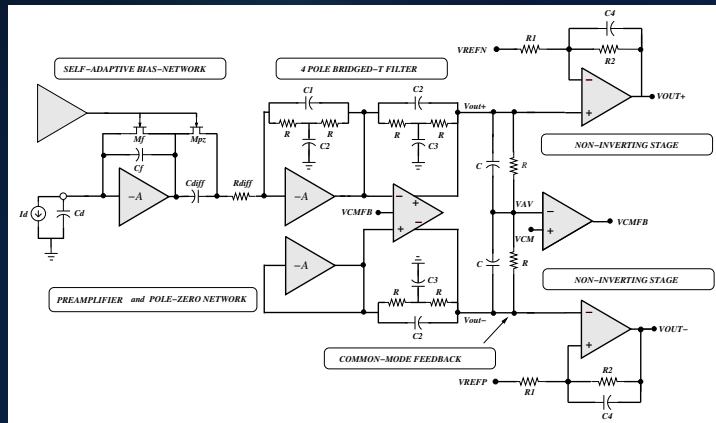 SELF-ADAPTIVE BIAS-NETWORK
4 POLE BRIDGED-T FILTER
C4
VREFN
R1
R2
VOUT+
NON-INVERTING STAGE
C1
R
R
C2
C2
R
R
C3
Vout+
Mf
Mpz
Cf
Cdiff
Rdiff
-A
-A
Id
Cd
VCMFB
C
R
VAV
VCM
VCMFB
C
R
-A
C3
R
R
C2
Vout-
PREAMPLIFIER and POLE-ZERO NETWORK
COMMON-MODE FEEDBACK
NON-INVERTING STAGE
VOUT-
VREFP
R1
R2
C4